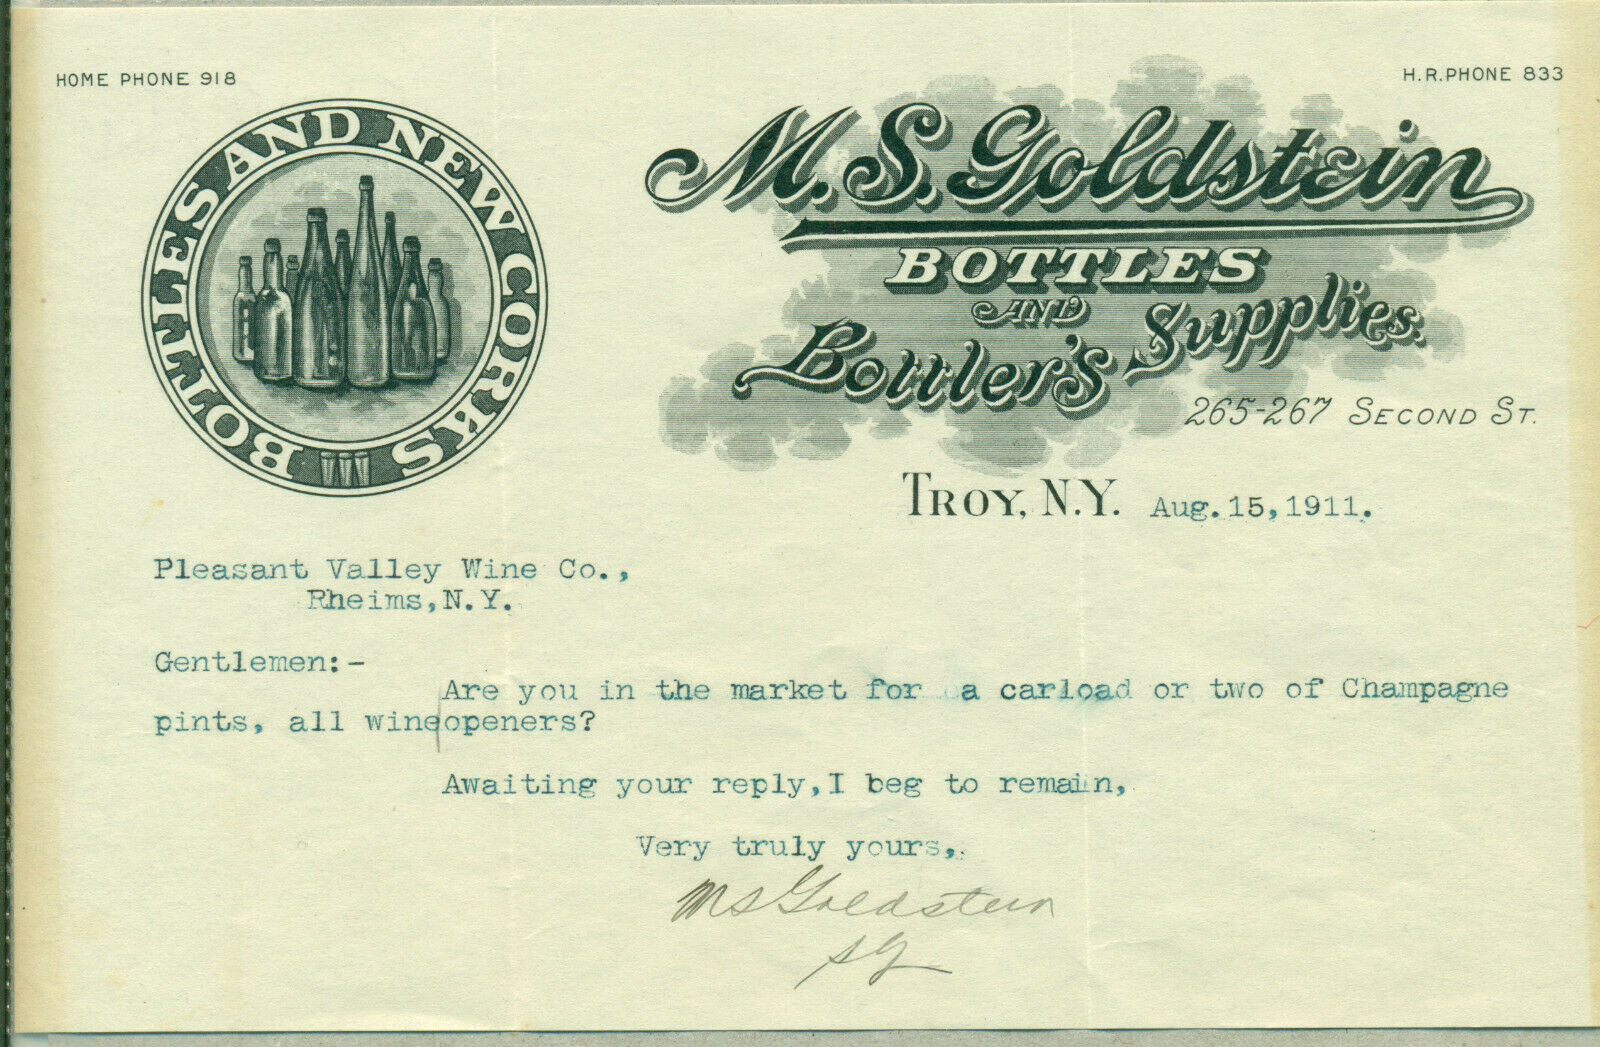 HOME PHONE 918
H.R. PHONE 833
BOTTLES AND NEW CORKS
M. S. Goldstein
BOTTLES
AND
Bottler's Supplies.
265-267 SECOND ST.
TROY, N.Y. Aug. 15, 1911.
Pleasant Valley Wine Co.,
Rheims, N.Y.
Gentlemen:-
Are you in the market for a carload or two of Champagne
pints, all wine openers?
Awaiting your reply, I beg to remain,
Very truly yours,
MS Goldstein
SG